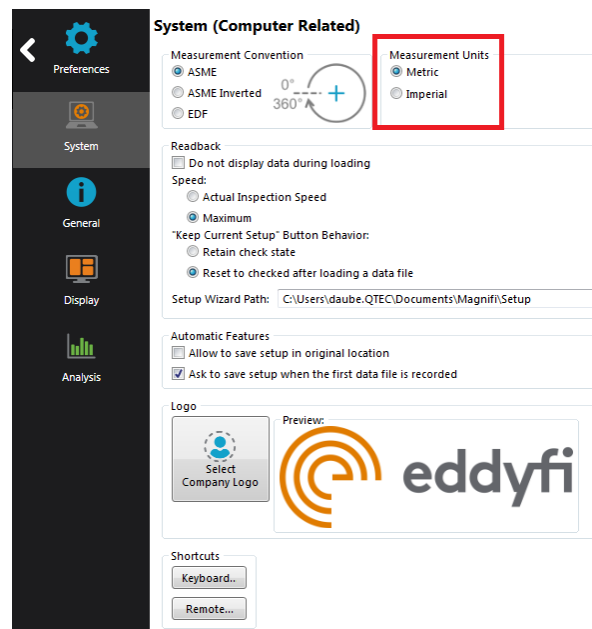 Preferences
System
General
Display
Analysis
System (Computer Related)
Measurement Convention
ASME
ASME Inverted
EDF
0°
360°
Measurement Units
Metric
Imperial
Readback
Do not display data during loading
Speed:
Actual Inspection Speed
Maximum
"Keep Current Setup" Button Behavior:
Retain check state
Reset to checked after loading a data file
Setup Wizard Path: C:\Users\daube.QTEC\Documents\Magnifi\Setup
Automatic Features
Allow to save setup in original location
Ask to save setup when the first data file is recorded
Logo
Select
Company Logo
Preview:
eddyfi
Shortcuts
Keyboard..
Remote...